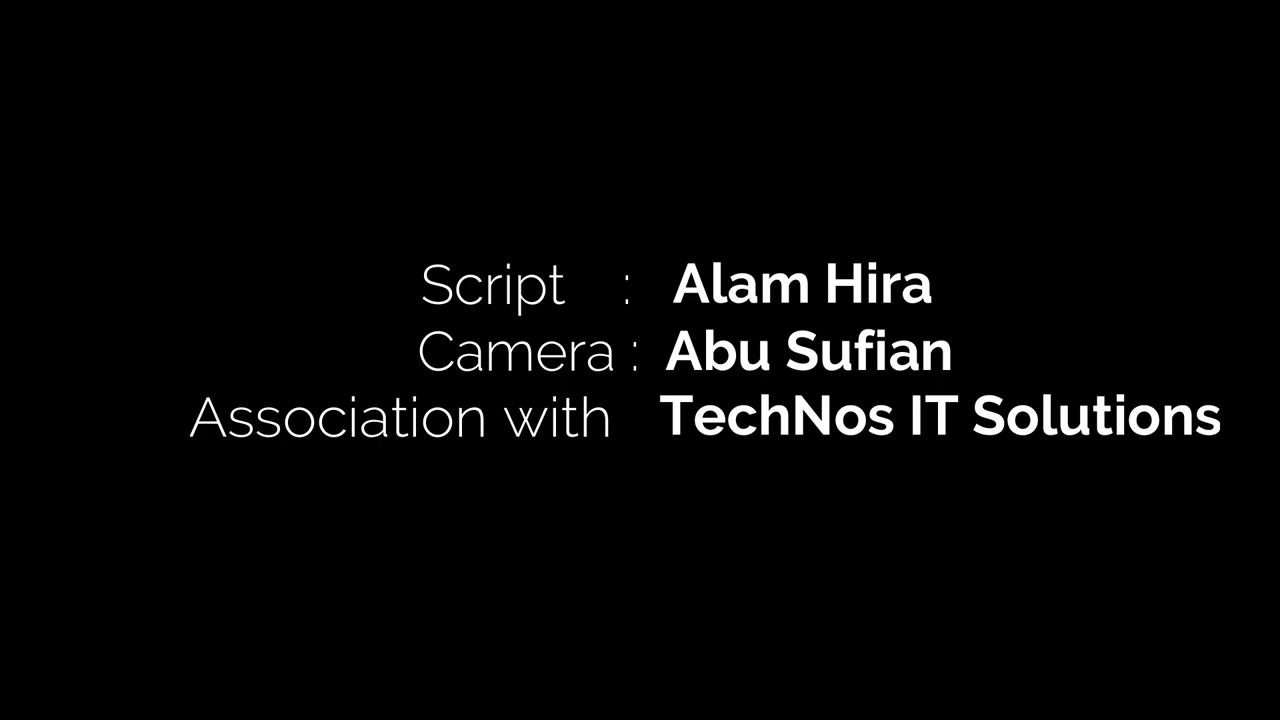 Script : Alam Hira
Camera : Abu Sufian
Association with TechNos IT Solutions